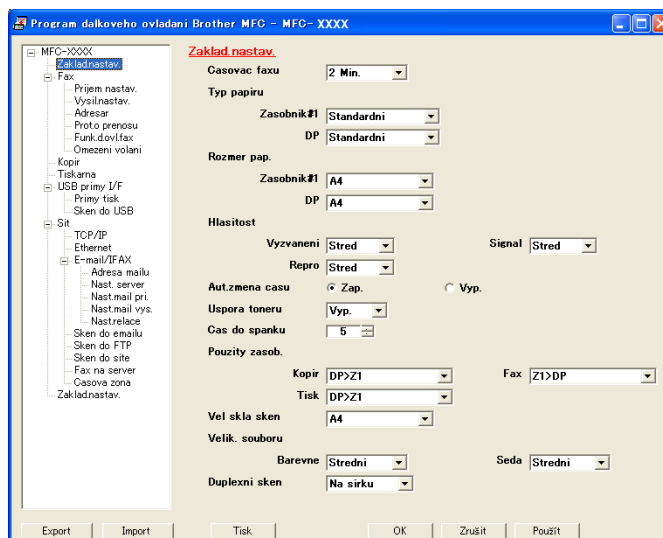 Program dalkoveho ovladani Brother MFC - MFC- XXXX
MFC-XXXX
Zaklad.nastav.
Fax
Prijem nastav.
Vysil.nastav.
Adresar
Prot.o prenosu
Funk.d.ovl.fax
Omezeni volani
Kopir
Tiskarna
USB primy I/F
Primy tisk
Sken do USB
Sit
TCP/IP
Ethernet
E-mail/IFAX
Adresa mailu
Nast. server
Nast.mail pri.
Nast.mail vys.
Nast.relace
Sken do emailu
Sken do FTP
Sken do site
Fax na server
Casova zona
Zaklad.nastav.
Zaklad.nastav.
Casovac faxu 2 Min.
Typ papiru
Zasobnik#1 Standardni
DP Standardni
Rozmer pap.
Zasobnik#1 A4
DP A4
Hlasitost
Vyzvaneni Stred Signal Stred
Repro Stred
Aut.zmena casu Zap. Vyp.
Uspora toneru Vyp.
Cas do spanku 5
Pouzity zasob.
Kopir DP>Z1 Fax Z1>DP
Tisk DP>Z1
Vel skla sken A4
Velik. souboru
Barevne Stredni Seda Stredni
Duplexni sken Na sirku
Export Import Tisk OK Zrušit Použít